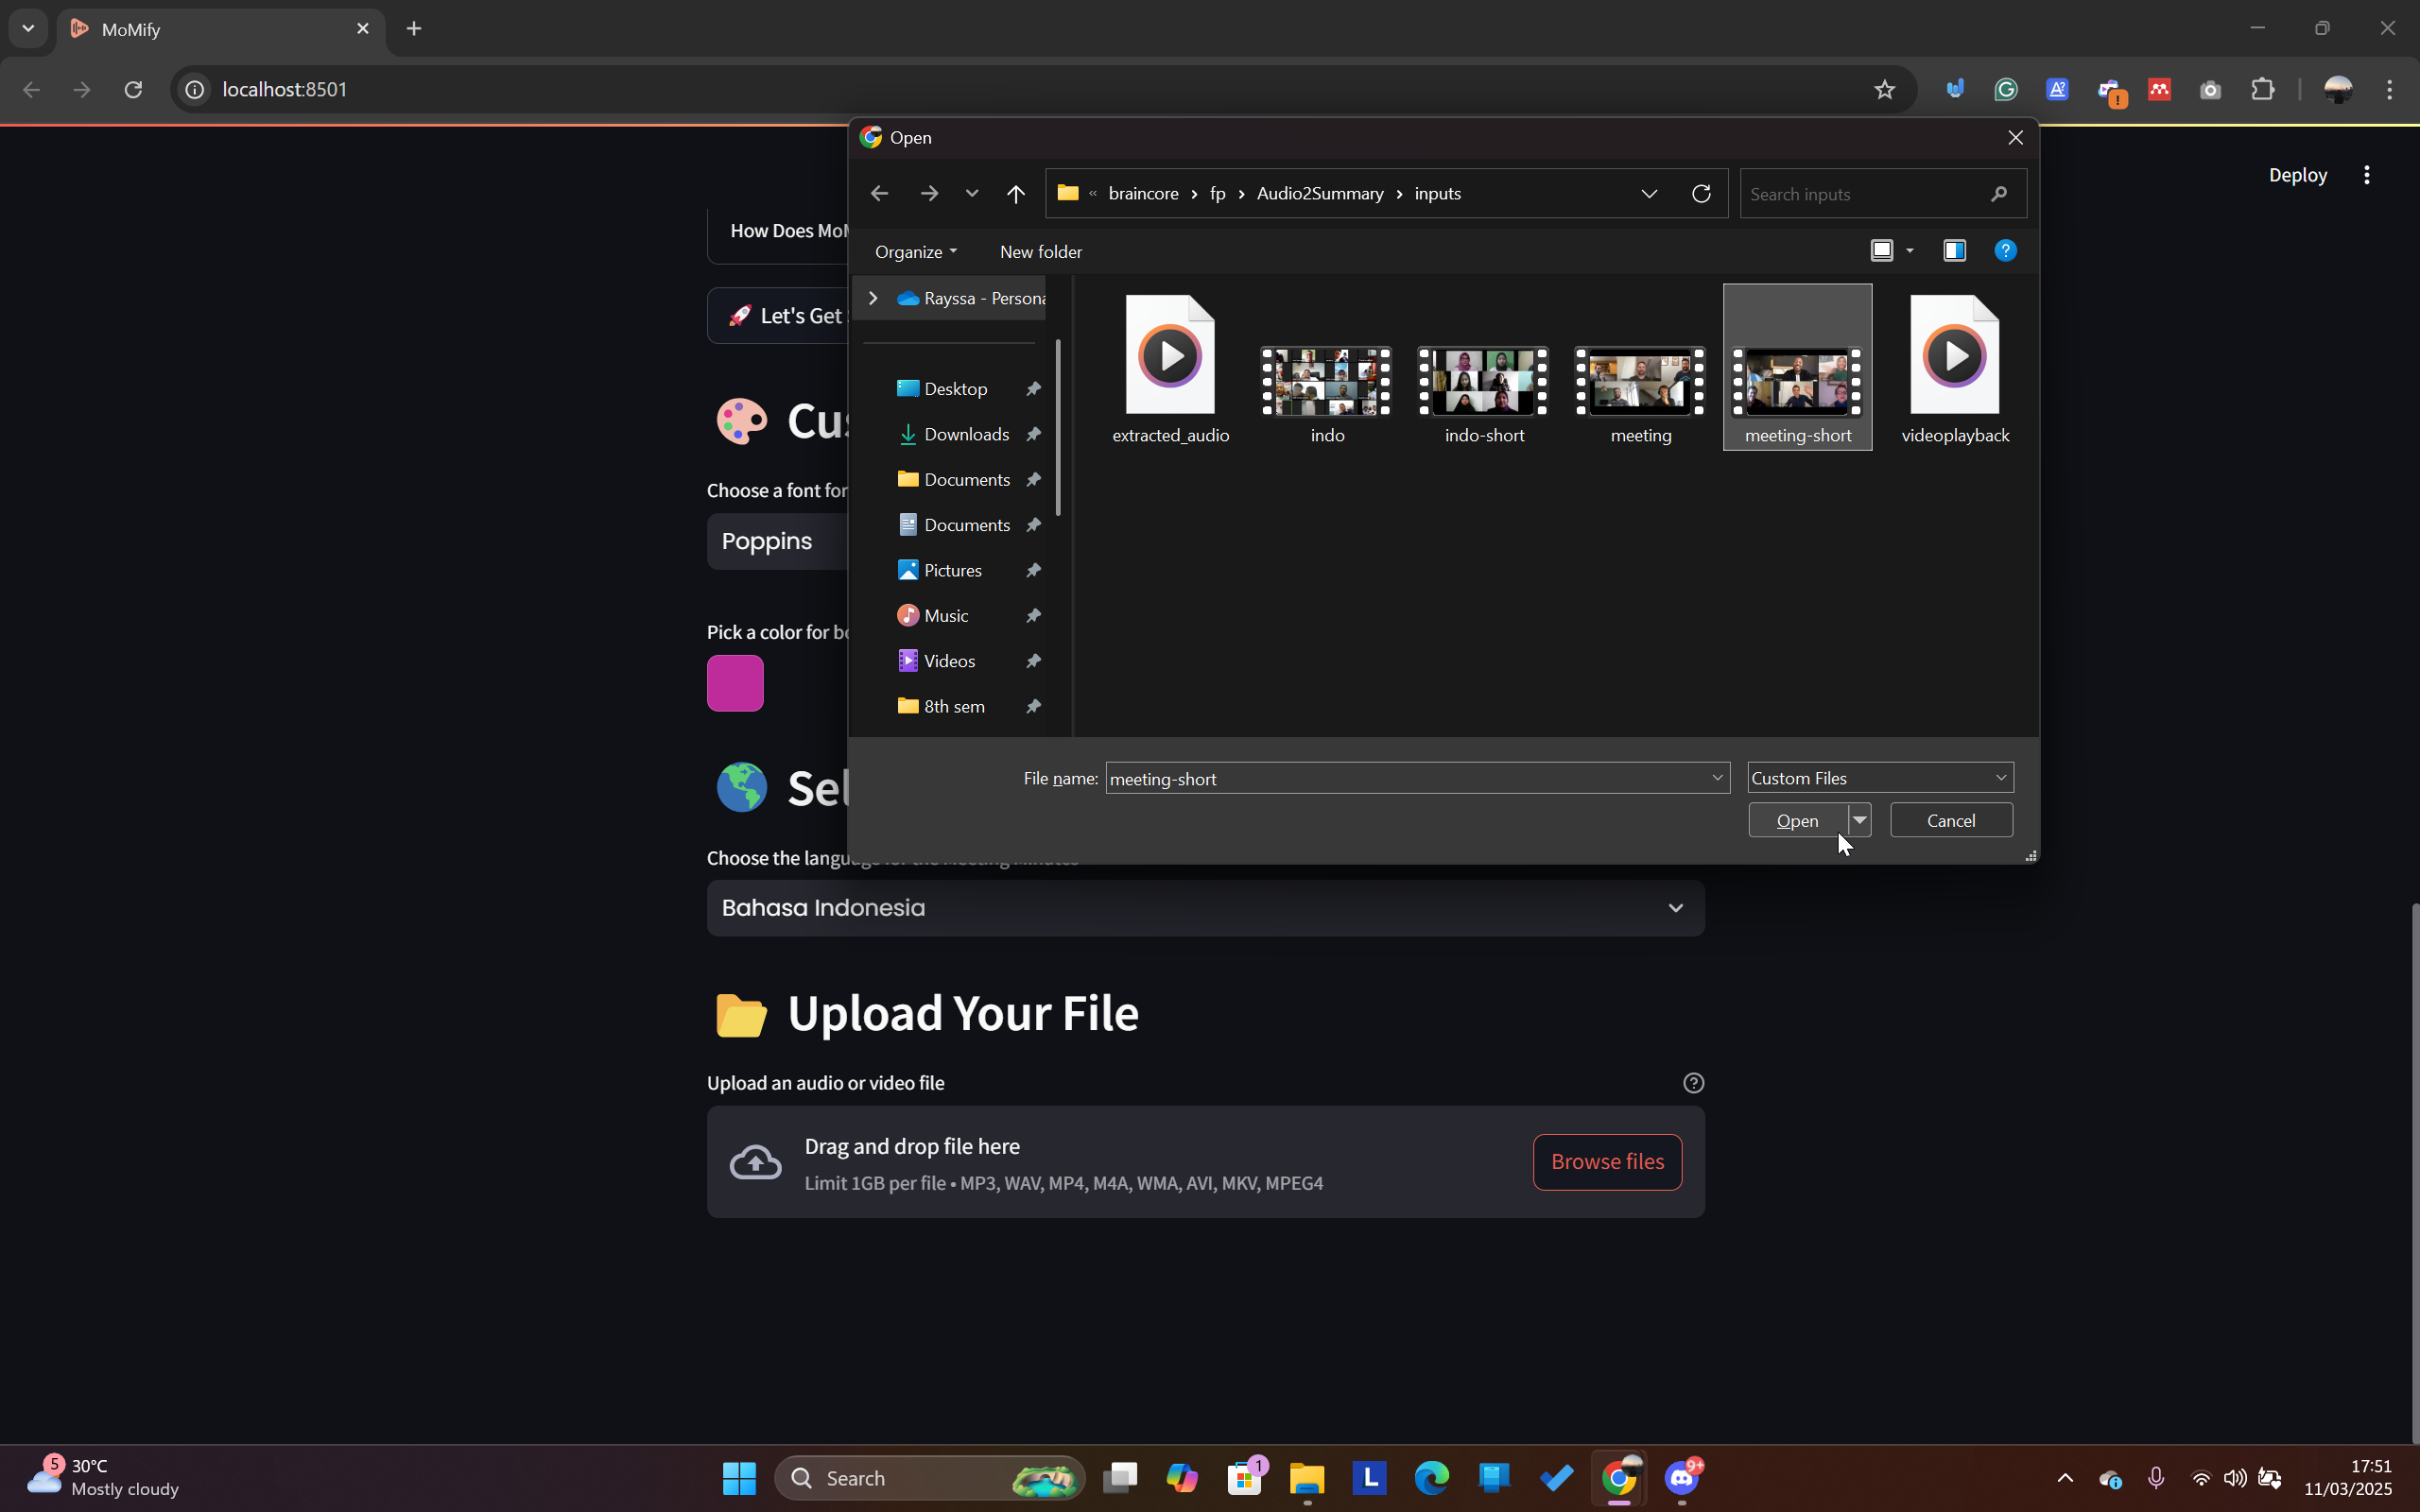 MoMify
localhost:8501
Deploy
Open
braincore › fp › Audio2Summary › inputs
Search inputs
Organize
New folder
Rayssa - Persona
Desktop
Downloads
Documents
Documents
Pictures
Music
Videos
8th sem
extracted_audio
indo
indo-short
meeting
meeting-short
videoplayback
File name: meeting-short
Custom Files
Open
Cancel
How Does MoM
Let's Get
Cus
Choose a font for
Poppins
Pick a color for bo
Sel
Choose the language for the Meeting Minutes
Bahasa Indonesia
Upload Your File
Upload an audio or video file
Drag and drop file here
Limit 1GB per file • MP3, WAV, MP4, M4A, WMA, AVI, MKV, MPEG4
Browse files
5
30°C
Mostly cloudy
Search
1
L
9+
17:51
11/03/2025